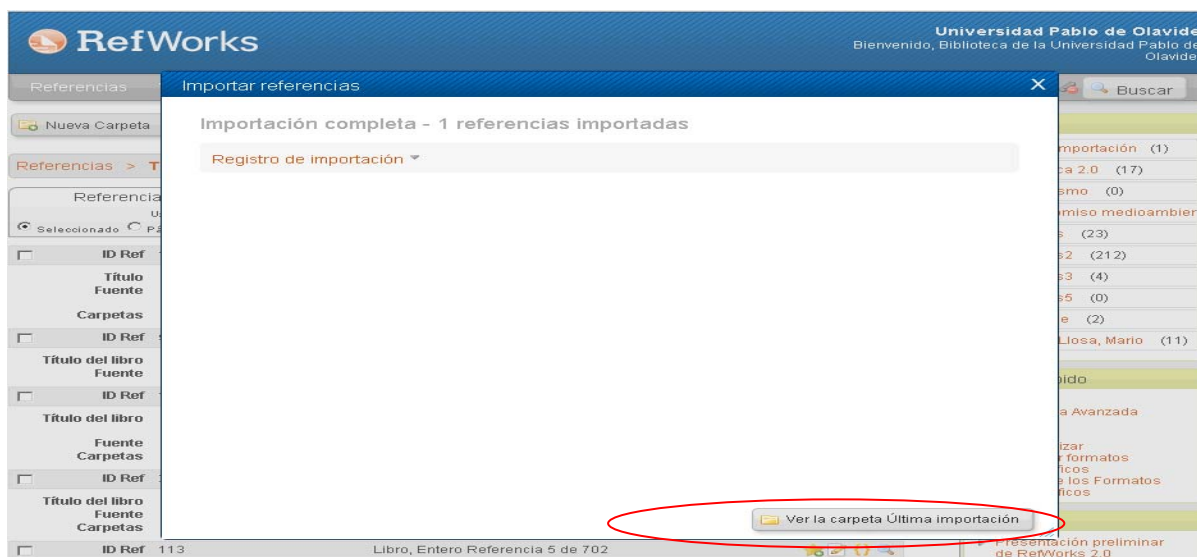 RefWorks
Universidad Pablo de Olavide
Bienvenido, Biblioteca de la Universidad Pablo de
Olavide
Referencias
Importar referencias
X
Buscar
Nueva Carpeta
Importación completa - 1 referencias importadas
Registro de importación
Referencias > T
mportación (1)
a 2.0 (17)
smo (0)
miso medioambier
(23)
s2 (212)
s3 (4)
s5 (0)
e (2)
Llosa, Mario (11)
Referencia
Seleccionado
ID Ref
Título
Fuente
Carpetas
ID Ref
Título del libro
Fuente
ID Ref
Título del libro
Fuente
Carpetas
ID Ref
Título del libro
Fuente
Carpetas
ido
a Avanzada
izar
r formatos
ficos
e los Formatos
ficos
Ver la carpeta Última importación
ID Ref 113 Libro, Entero Referencia 5 de 702
Presentación preliminar
de RefWorks 2.0